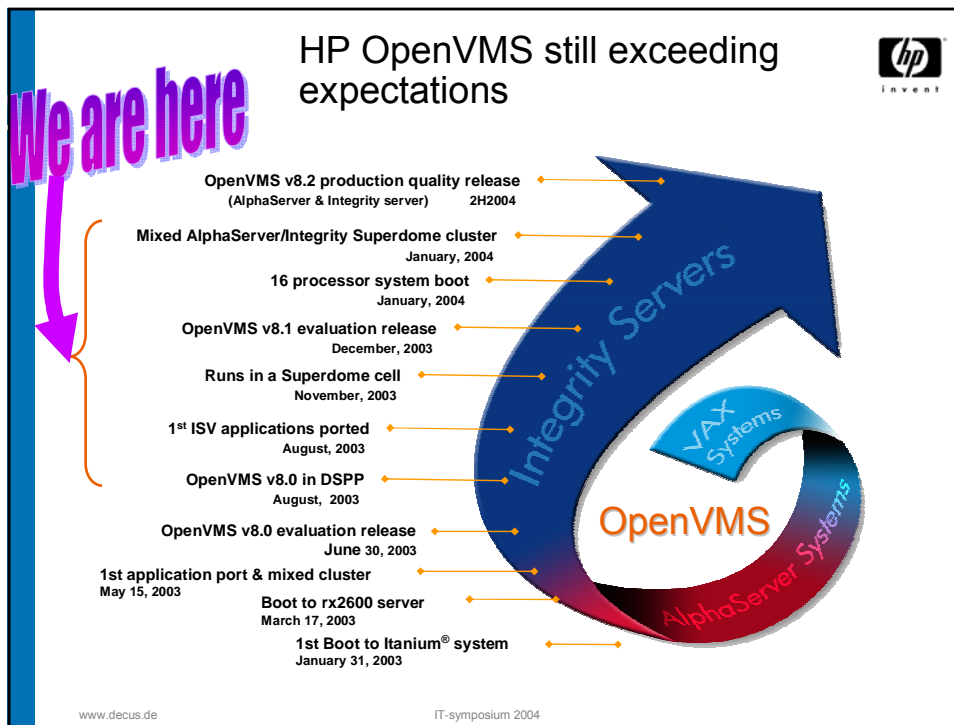 HP OpenVMS still exceeding
expectations
hp
invent
We are here
OpenVMS v8.2 production quality release
(AlphaServer & Integrity server) 2H2004
Mixed AlphaServer/Integrity Superdome cluster
January, 2004
16 processor system boot
January, 2004
OpenVMS v8.1 evaluation release
December, 2003
Runs in a Superdome cell
November, 2003
1st ISV applications ported
August, 2003
OpenVMS v8.0 in DSPP
August, 2003
OpenVMS v8.0 evaluation release
June 30, 2003
1st application port & mixed cluster
May 15, 2003
Boot to rx2600 server
March 17, 2003
1st Boot to Itanium® system
January 31, 2003
Integrity Servers
VAX
Systems
OpenVMS
AlphaServer Systems
www.decus.de
IT-symposium 2004